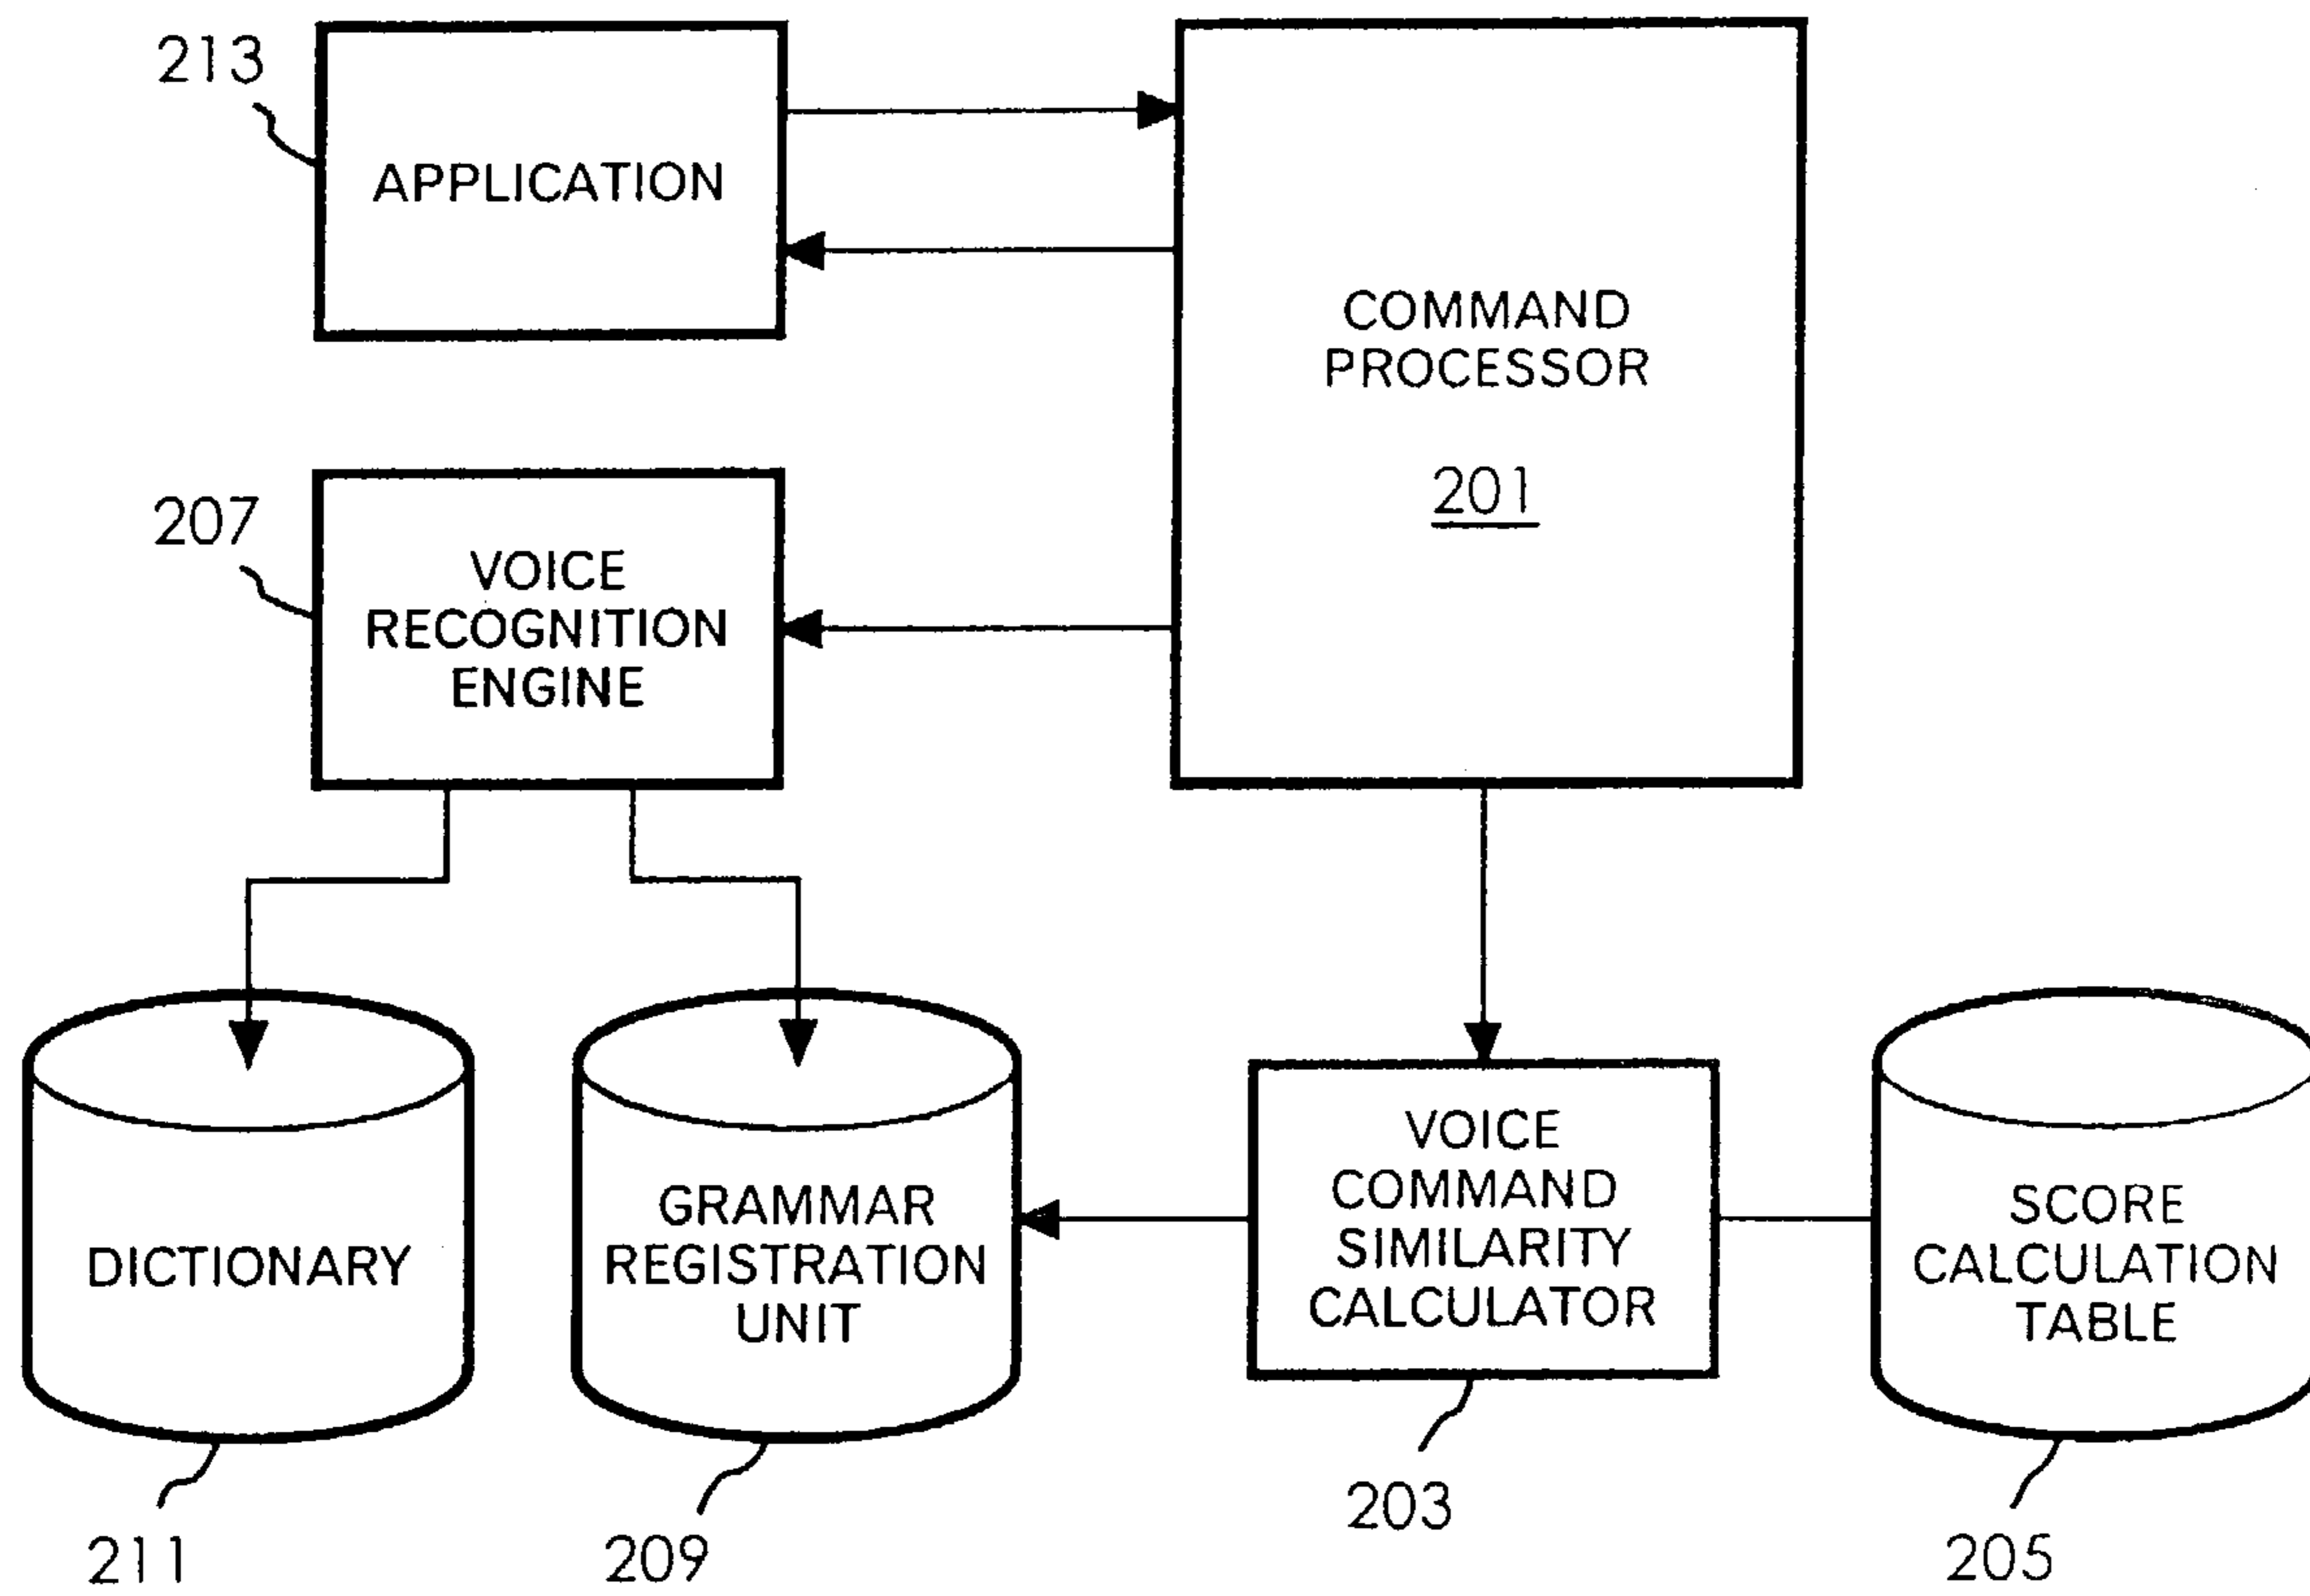 213
APPLICATION
COMMAND
PROCESSOR
201
207
VOICE
RECOGNITION
ENGINE
DICTIONARY
211
GRAMMAR
REGISTRATION
UNIT
209
VOICE
COMMAND
SIMILARITY
CALCULATOR
203
SCORE
CALCULATION
TABLE
205